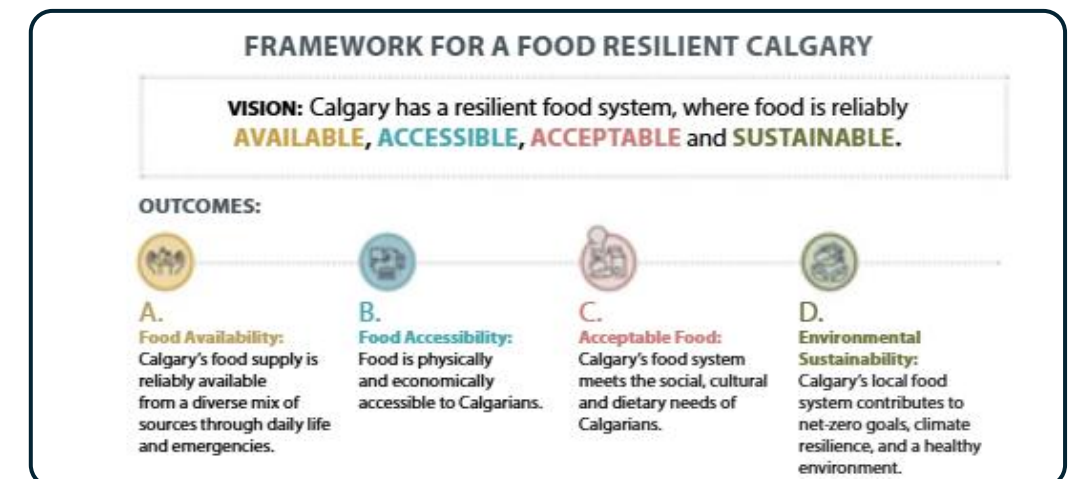 FRAMEWORK FOR A FOOD RESILIENT CALGARY
VISION: Calgary has a resilient food system, where food is reliably
AVAILABLE, ACCESSIBLE, ACCEPTABLE and SUSTAINABLE.
OUTCOMES:
A.
Food Availability:
Calgary's food supply is
reliably available
from a diverse mix of
sources through daily life
and emergencies.
B.
Food Accessibility:
Food is physically
and economically
accessible to Calgarians.
C.
Acceptable Food:
Calgary's food system
meets the social, cultural
and dietary needs of
Calgarians.
D.
Environmental
Sustainability:
Calgary's local food
system contributes to
net-zero goals, climate
resilience, and a healthy
environment.